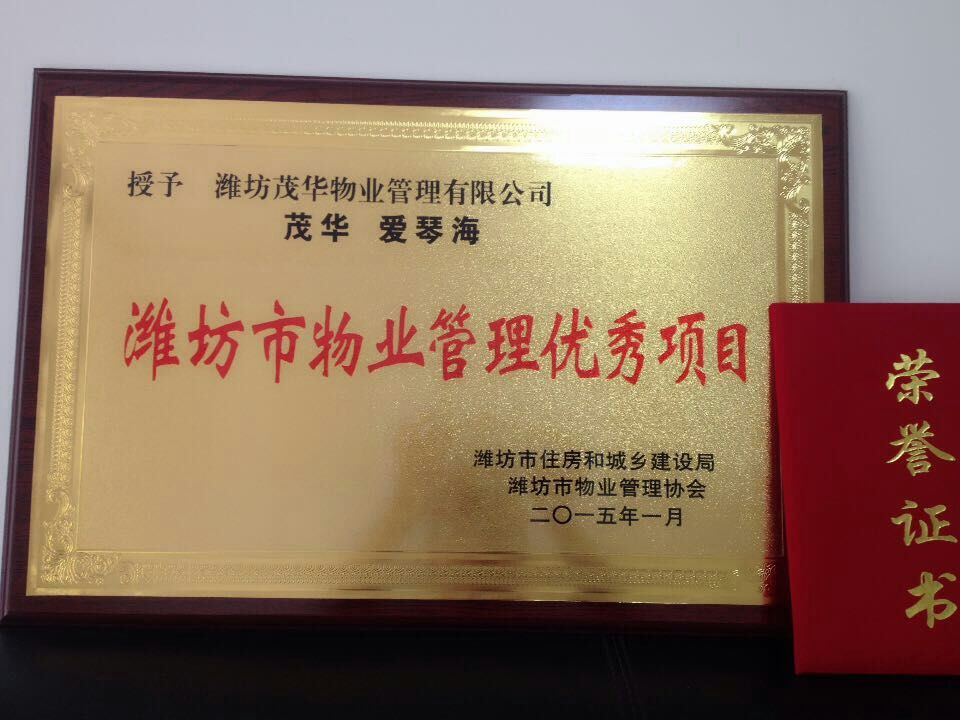 授予 潍坊茂华物业管理有限公司
茂华 爱琴海
潍坊市物业管理优秀项目
潍坊市住房和城乡建设局
潍坊市物业管理协会
二〇一五年一月
荣誉证书